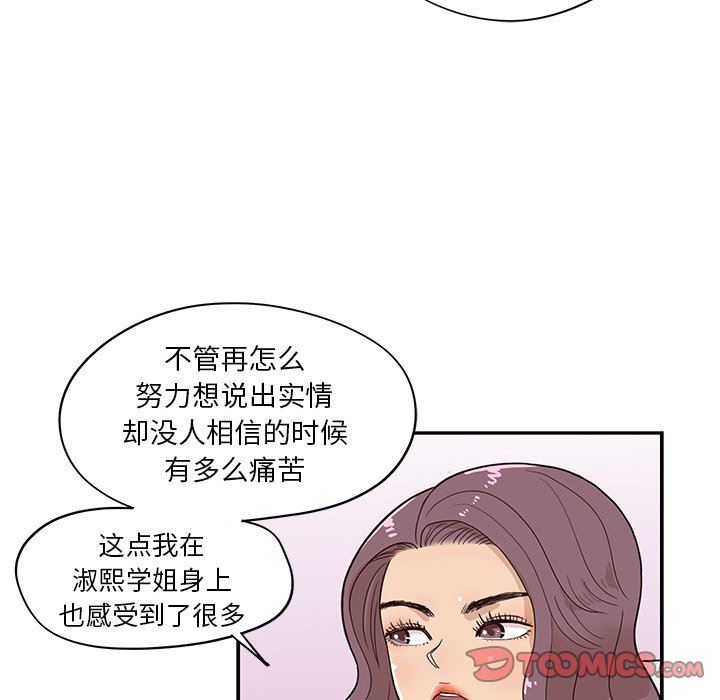 不管再怎么
努力想说出实情
却没人相信的时候
有多么痛苦
这点我在
淑熙学姐身上
也感受到了很多
TOOMICS.COM